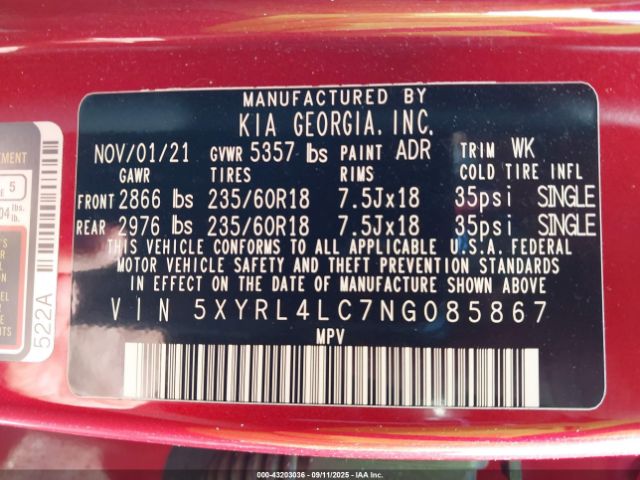 MANUFACTURED BY
KIA GEORGIA, INC.
NOV/01/21 GVWR 5357 lbs PAINT ADR TRIM WK
GAWR TIRES RIMS COLD TIRE INFL
FRONT 2866 lbs 235/60R18 7.5Jx18 35psi SINGLE
REAR 2976 lbs 235/60R18 7.5Jx18 35psi SINGLE
THIS VEHICLE CONFORMS TO ALL APPLICABLE U.S.A. FEDERAL
MOTOR VEHICLE SAFETY AND THEFT PREVENTION STANDARDS
IN EFFECT ON THE DATE OF MANUFACTURE SHOWN ABOVE
VIN 5XYRL4LC7NG085867
MPV
5
522A
© - 000-43203036 - 09/11/2025 - IAAI.COM